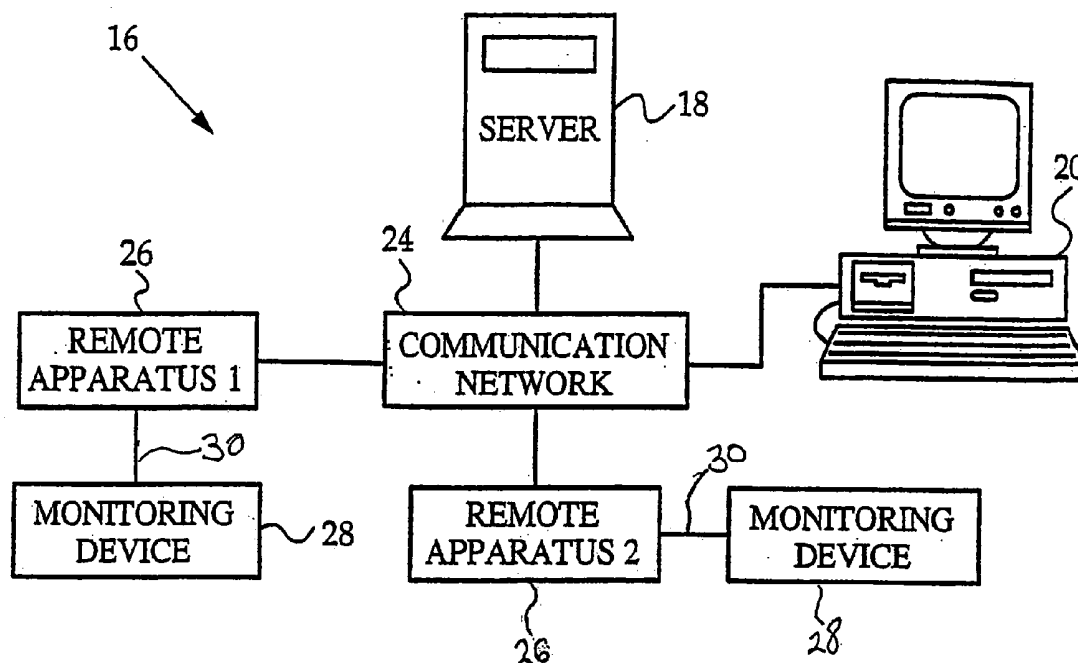 16
SERVER
18
20
24
26
REMOTE
APPARATUS 1
COMMUNICATION
NETWORK
30
MONITORING
DEVICE
28
REMOTE
APPARATUS 2
30
MONITORING
DEVICE
26
28